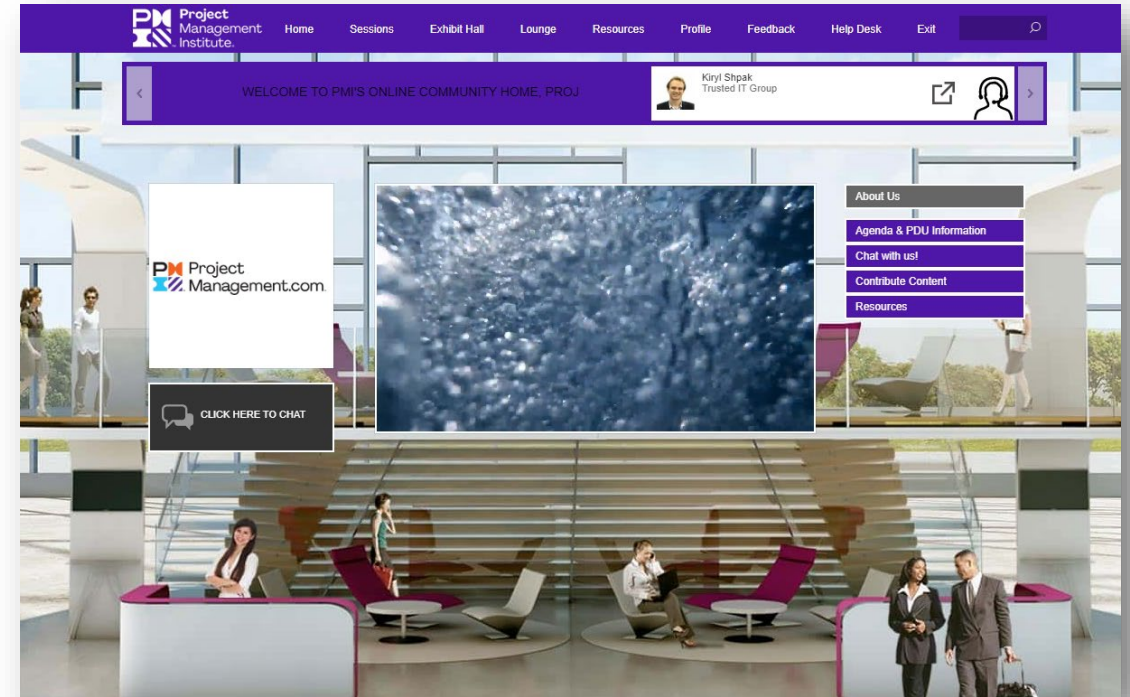 Project
Management
Institute.
Home Sessions Exhibit Hall Lounge Resources Profile Feedback Help Desk Exit
WELCOME TO PMI'S ONLINE COMMUNITY HOME, PROJ
Kiryl Shpak
Trusted IT Group
Project
Management.com.
CLICK HERE TO CHAT
About Us
Agenda & PDU Information
Chat with us!
Contribute Content
Resources